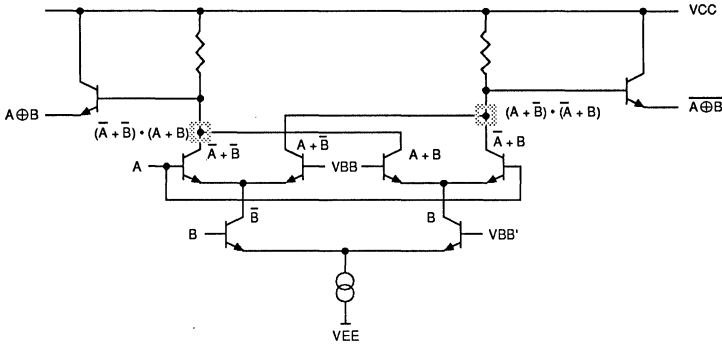 VCC
A⊕B
A̅⊕̅B̅
(A̅ + B̅) • (A + B)
(A + B̅) • (A̅ + B)
A̅ + B̅
A + B̅
A + B
A̅ + B
A
VBB
B̅
B
B
VBB'
VEE